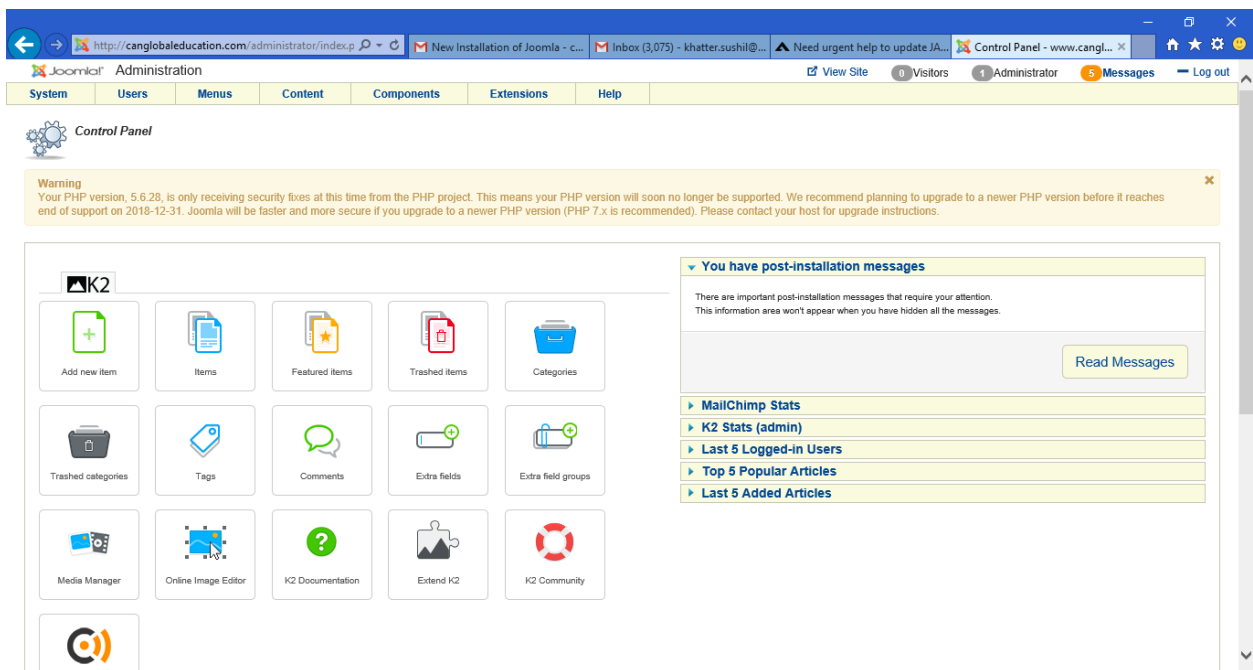 http://canglobaleducation.com/administrator/index.p
New Installation of Joomla - c...
Inbox (3,075) - khatter.sushil@...
Need urgent help to update JA...
Control Panel - www.cangl...
Joomla! Administration
View Site
0 Visitors
1 Administrator
5 Messages
Log out
System Users Menus Content Components Extensions Help
Control Panel
Warning
Your PHP version, 5.6.28, is only receiving security fixes at this time from the PHP project. This means your PHP version will soon no longer be supported. We recommend planning to upgrade to a newer PHP version before it reaches
end of support on 2018-12-31. Joomla will be faster and more secure if you upgrade to a newer PHP version (PHP 7.x is recommended). Please contact your host for upgrade instructions.
K2
Add new item
Items
Featured items
Trashed items
Categories
Trashed categories
Tags
Comments
Extra fields
Extra field groups
Media Manager
Online Image Editor
K2 Documentation
Extend K2
K2 Community
You have post-installation messages
There are important post-installation messages that require your attention.
This information area won't appear when you have hidden all the messages.
Read Messages
MailChimp Stats
K2 Stats (admin)
Last 5 Logged-in Users
Top 5 Popular Articles
Last 5 Added Articles